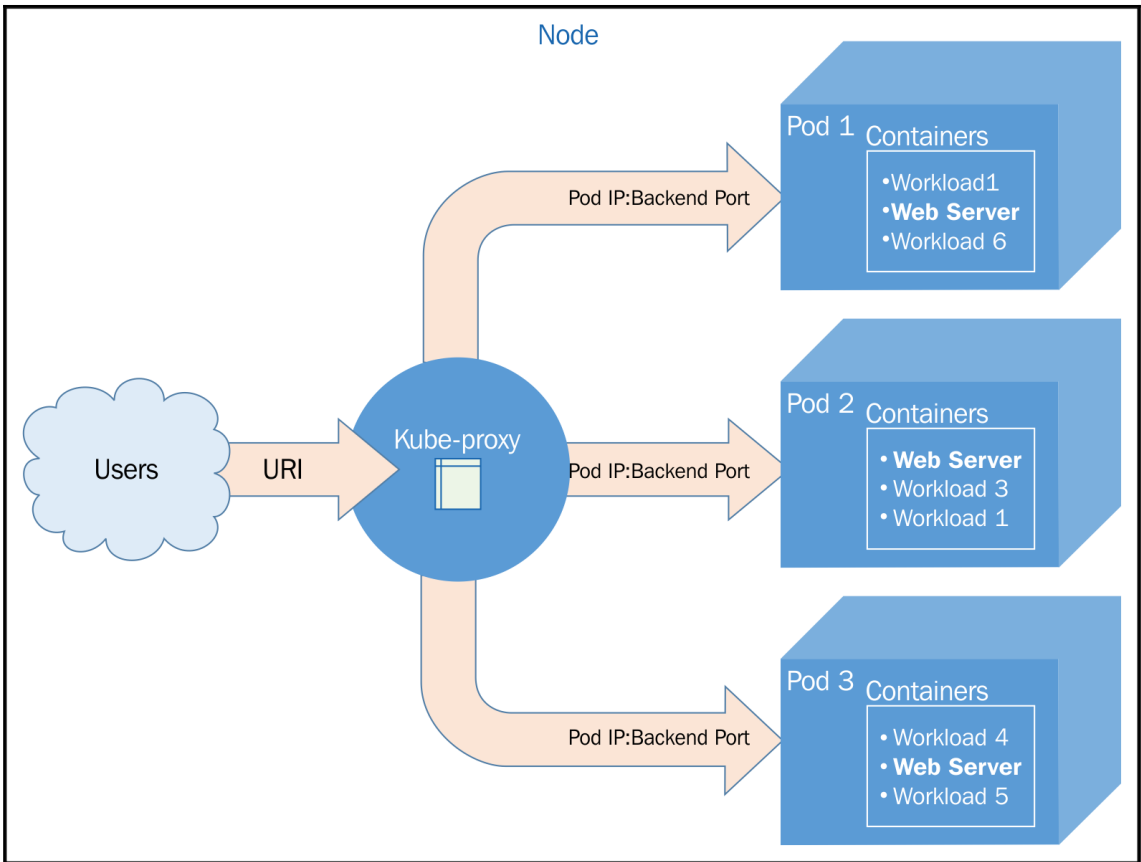 Node
Users
URI
Kube-proxy
Pod IP:Backend Port
Pod 1
Containers
•Workload1
•Web Server
•Workload 6
Pod IP:Backend Port
Pod 2
Containers
• Web Server
• Workload 3
• Workload 1
Pod IP:Backend Port
Pod 3
Containers
• Workload 4
• Web Server
• Workload 5